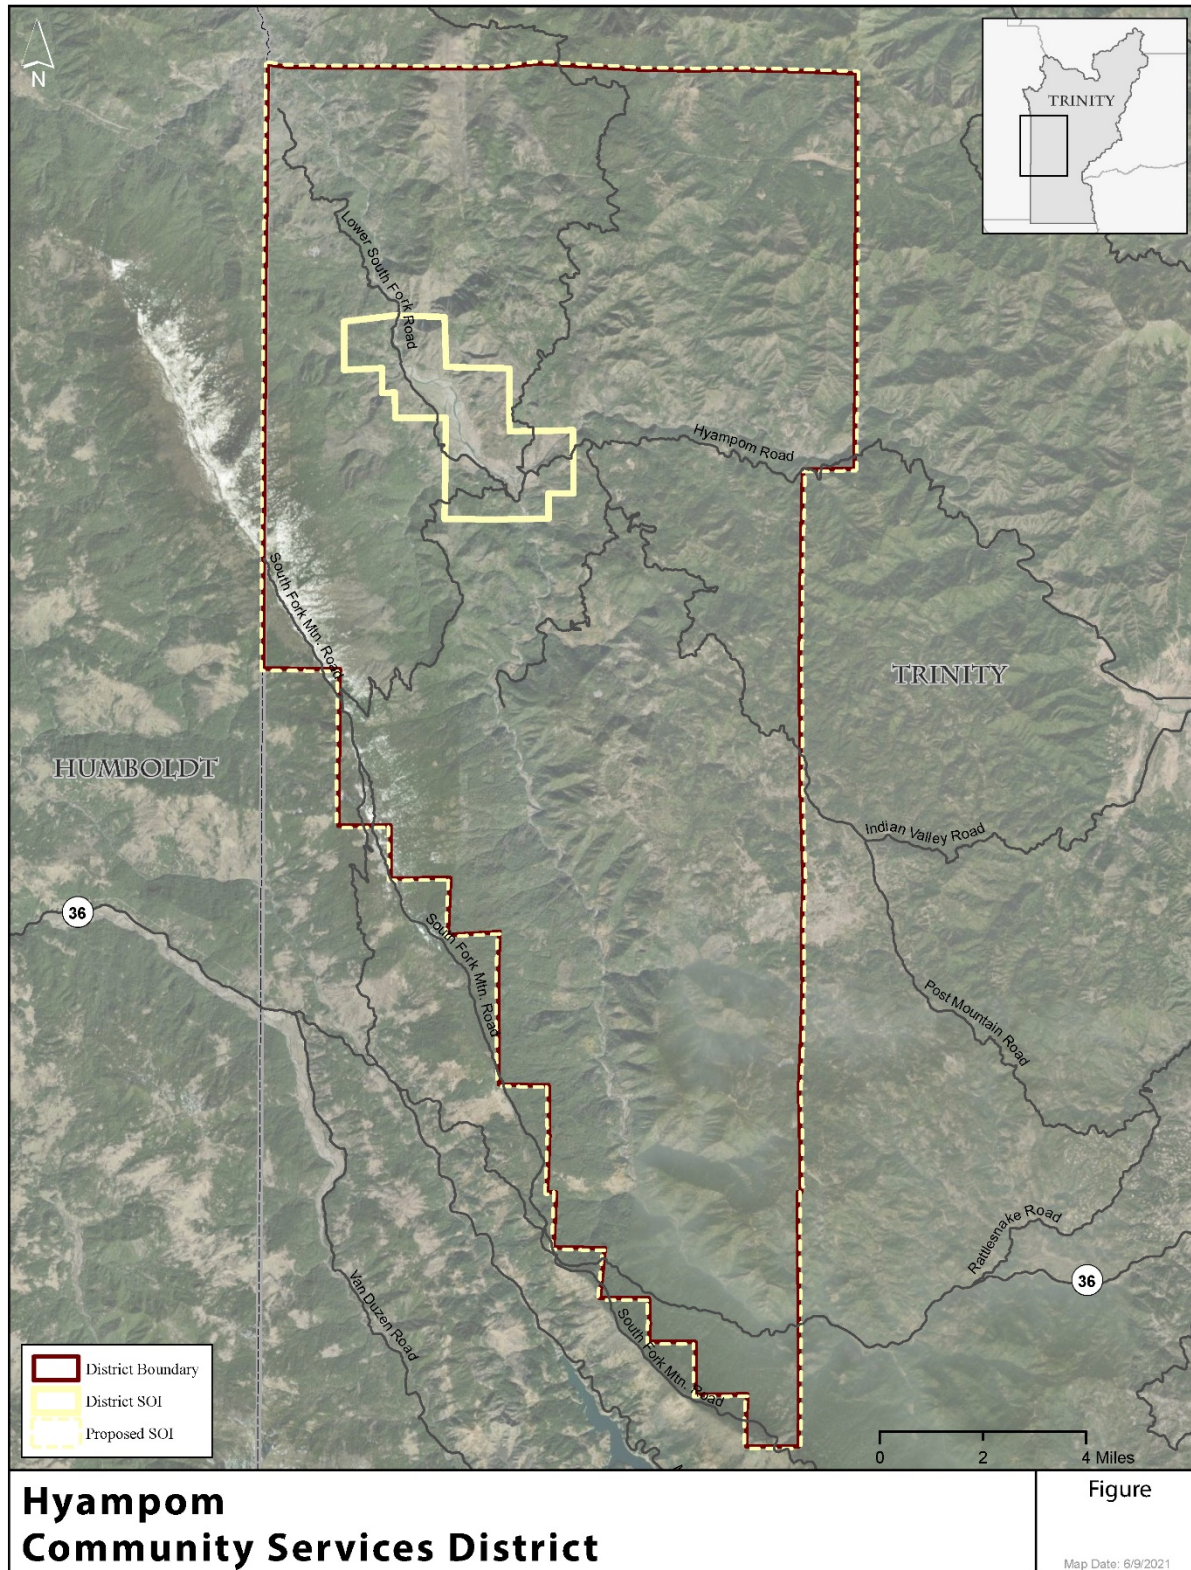 N
TRINITY
Lower South Fork Road
Hyampom Road
South Fork Mtn. Road
TRINITY
HUMBOLDT
Indian Valley Road
36
South Fork Mtn. Road
Post Mountain Road
Rattlesnake Road
36
Van Duzen Road
South Fork Mtn. Road
District Boundary
District SOI
Proposed SOI
0 2 4 Miles
Hyampom
Community Services District
Figure
Map Date: 6/9/2021